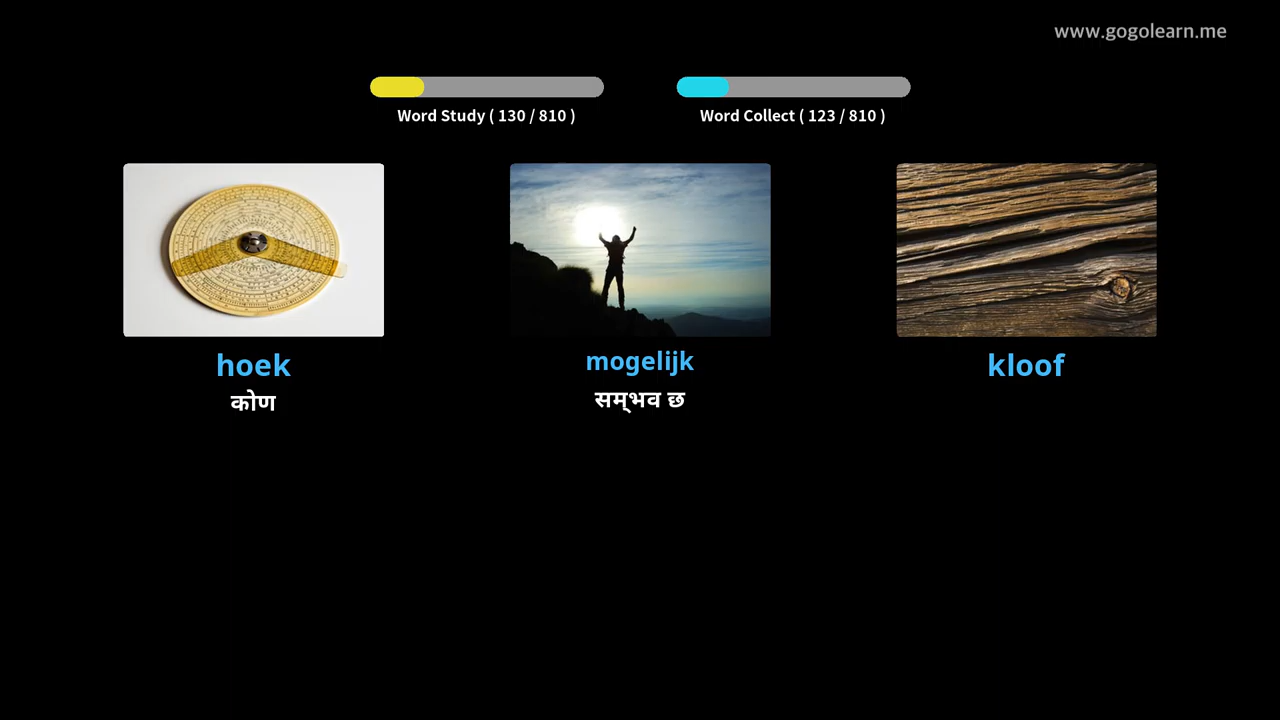 www.gogolearn.me
Word Study ( 130 / 810 )
Word Collect ( 123 / 810 )
hoek
mogelijk
kloof
कोण
सम्भव छ